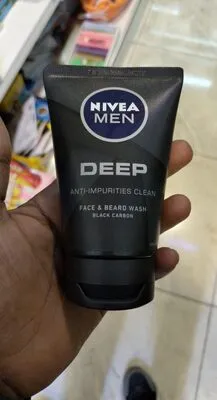 NIVEA
MEN
DEEP
ANTI-IMPURITIES CLEAN
FACE & BEARD WASH
BLACK CARBON